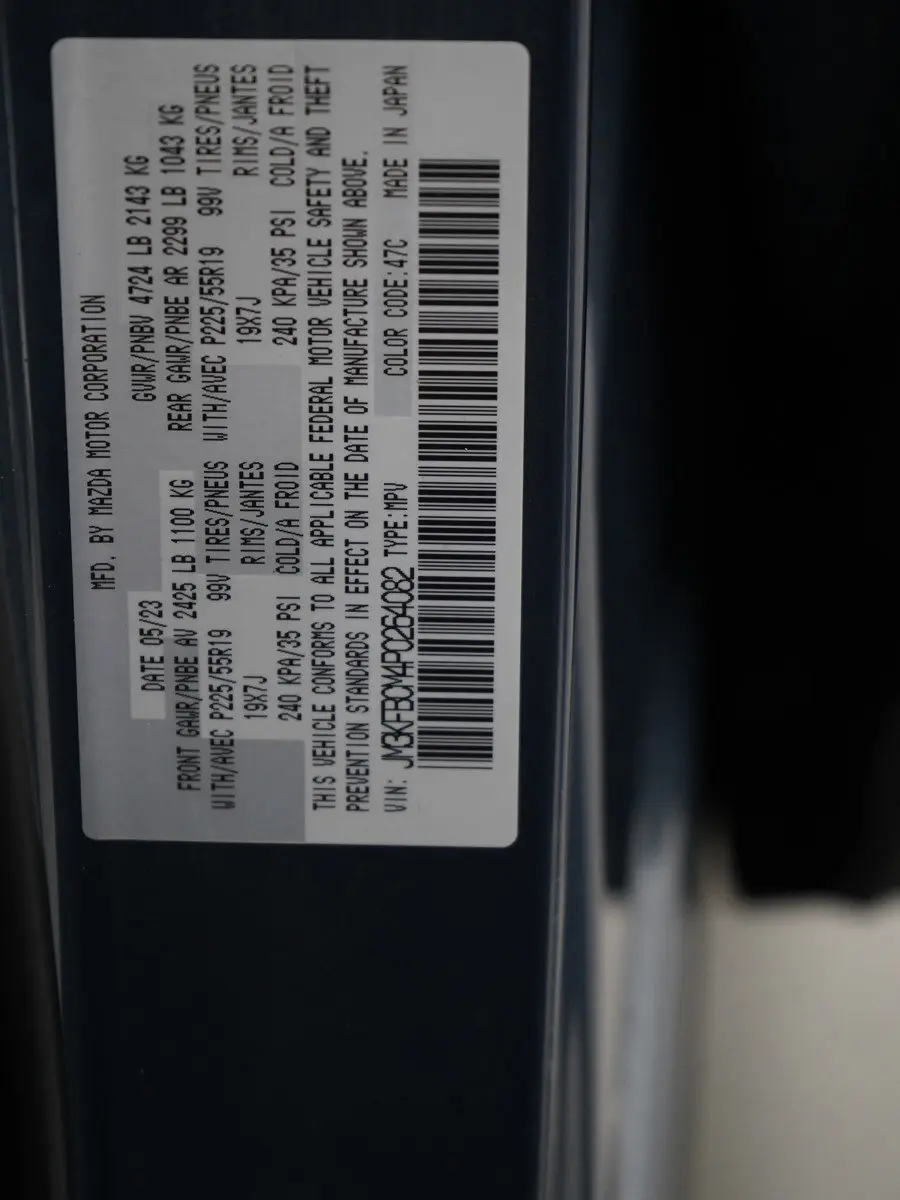 MFD. BY MAZDA MOTOR CORPORATION
DATE 05/23 GVWR/PNBV 4724 LB 2143 KG
FRONT GAWR/PNBE AV 2425 LB 1100 KG REAR GAWR/PNBE AR 2299 LB 1043 KG
WITH/AVEC P225/55R19 99V TIRES/PNEUS WITH/AVEC P225/55R19 99V TIRES/PNEUS
19X7J RIMS/JANTES 19X7J RIMS/JANTES
240 KPA/35 PSI COLD/A FROID 240 KPA/35 PSI COLD/A FROID
THIS VEHICLE CONFORMS TO ALL APPLICABLE FEDERAL MOTOR VEHICLE SAFETY AND THEFT
PREVENTION STANDARDS IN EFFECT ON THE DATE OF MANUFACTURE SHOWN ABOVE.
VIN: JM3KFBCM4P0264082 TYPE:MPV COLOR CODE:47C MADE IN JAPAN